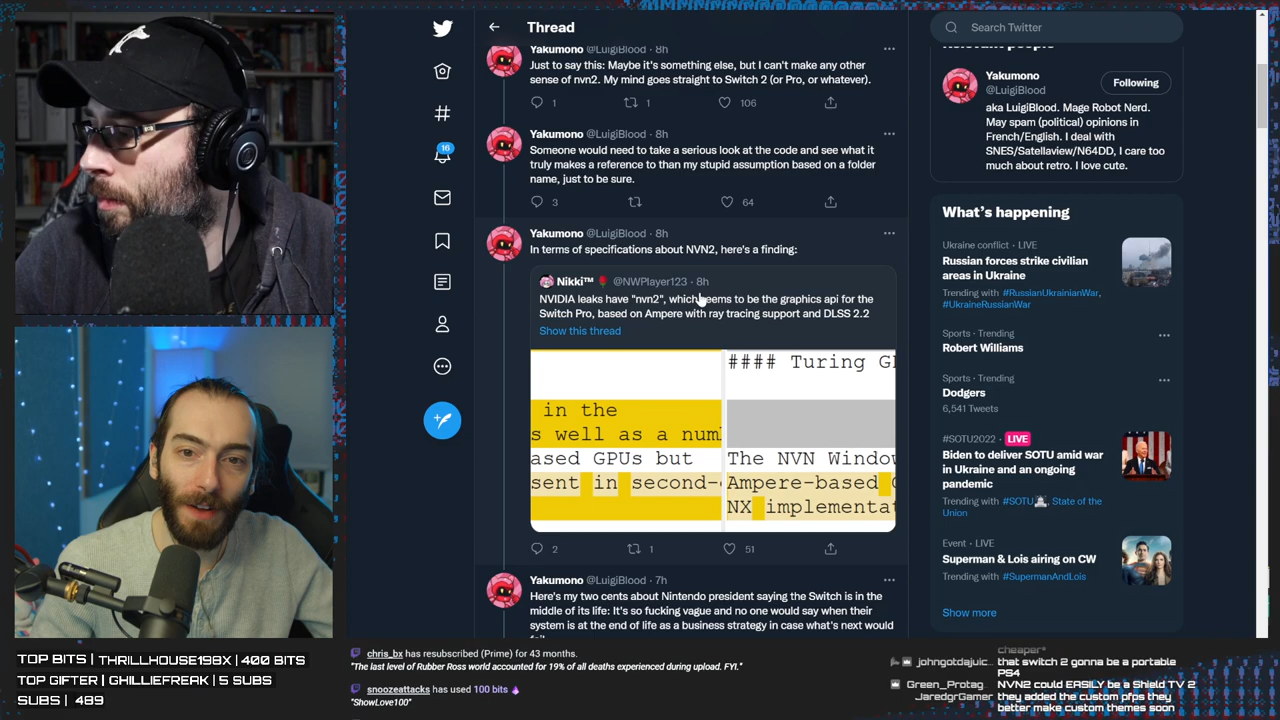 Thread
Search Twitter
Yakumono @LuigiBlood · 8h
Just to say this: Maybe it's something else, but I can't make any other
sense of nvn2. My mind goes straight to Switch 2 (or Pro, or whatever).
1 1 106
Yakumono @LuigiBlood · 8h
Someone would need to take a serious look at the code and see what it
truly makes a reference to than my stupid assumption based on a folder
name, just to be sure.
3 64
Yakumono @LuigiBlood · 8h
In terms of specifications about NVN2, here's a finding:
Nikki™ @NWPlayer123 · 8h
NVIDIA leaks have "nvn2", which seems to be the graphics api for the
Switch Pro, based on Ampere with ray tracing support and DLSS 2.2
Show this thread
#### Turing G
in the
s well as a num
ased GPUs but
The NVN Window
sent in second-
Ampere-based
NX implementa
2 1 51
Yakumono @LuigiBlood · 7h
Here's my two cents about Nintendo president saying the Switch is in the
middle of its life: It's so fucking vague and no one would say when their
system is at the end of life as a business strategy in case what's next would
16
Relevant people
Yakumono
@LuigiBlood
Following
aka LuigiBlood. Mage Robot Nerd.
May spam (political) opinions in
French/English. I deal with
SNES/Satellaview/N64DD, I care too
much about retro. I love cute.
What's happening
Ukraine conflict · LIVE
Russian forces strike civilian
areas in Ukraine
Trending with #RussianUkrainianWar,
#UkraineRussianWar
Sports · Trending
Robert Williams
Sports · Trending
Dodgers
6,541 Tweets
#SOTU2022 LIVE
Biden to deliver SOTU amid war
in Ukraine and an ongoing
pandemic
Trending with #SOTU, State of the
Union
Event · LIVE
Superman & Lois airing on CW
Trending with #SupermanAndLois
Show more
TOP BITS | THRILLHOUSE198X | 400 BITS
TOP GIFTER | GHILLIEFREAK | 5 SUBS
SUBS | 489
chris_bx has resubscribed (Prime) for 43 months.
"The last level of Rubber Ross world accounted for 19% of all deaths experienced during upload. FYI."
snoozeattacks has used 100 bits
"ShowLove100"
cheaper*
johngotdajuic... that switch 2 gonna be a portable
PS4
Green_Protag... NVN2 could EASILY be a Shield TV 2
JaredgrGamer they added the custom pfps they
better make custom themes soon